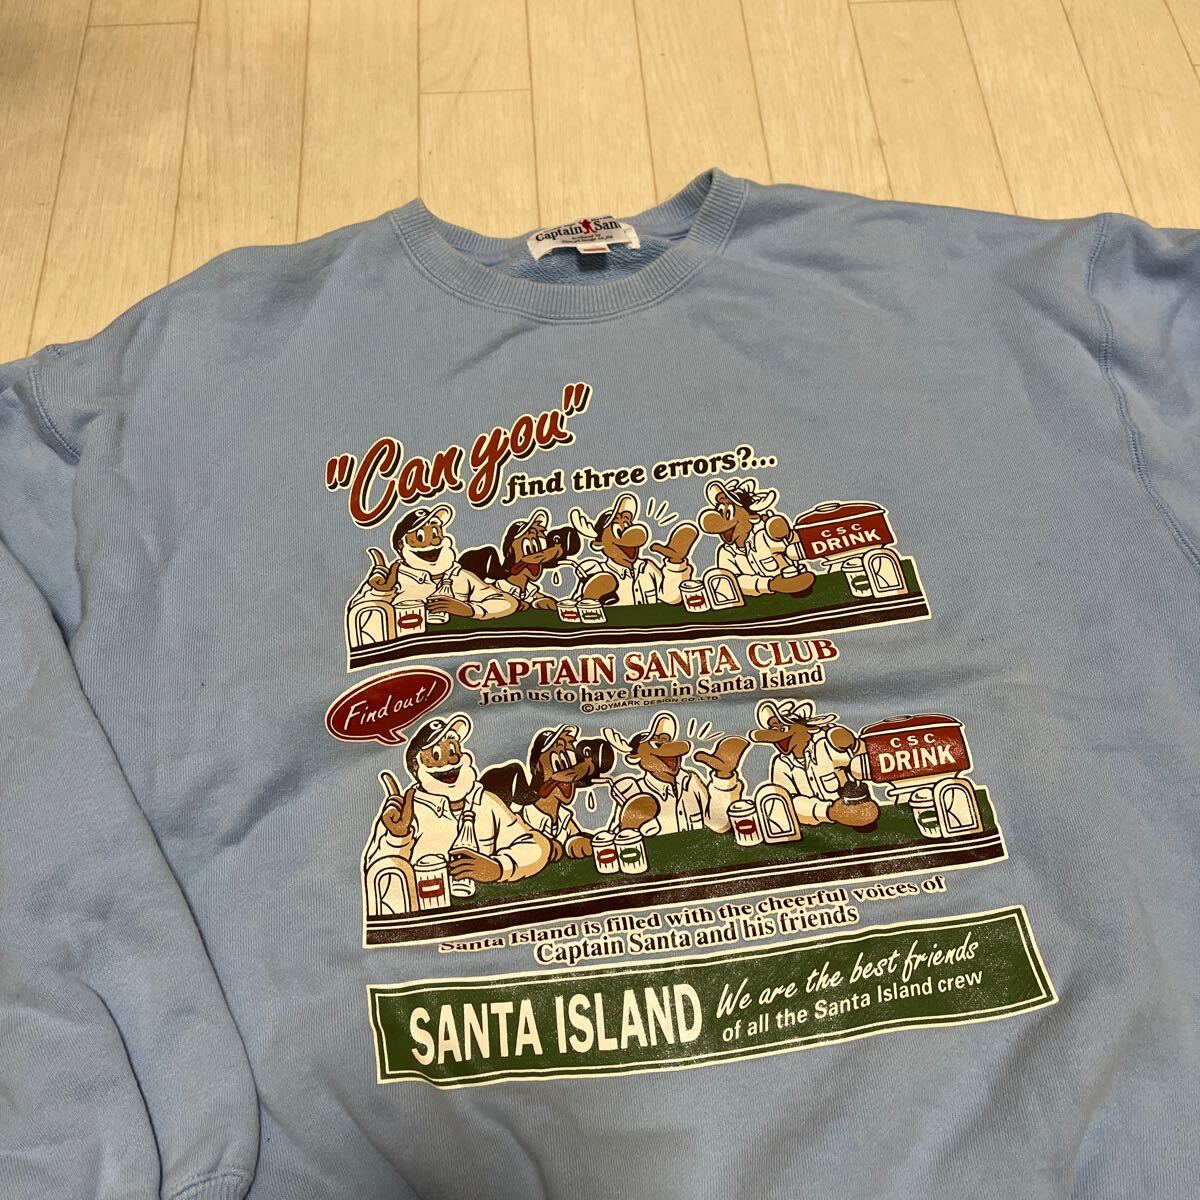 Captain Sant
"Can you"
find three errors?...
CSC
DRINK
CAPTAIN SANTA CLUB
Join us to have fun in Santa Island
© JOYMARK DESIGN CO.,LTD
Find out!
CSC
DRINK
Santa Island is filled with the cheerful voices of
Captain Santa and his friends
SANTA ISLAND
We are the best friends
of all the Santa Island crew